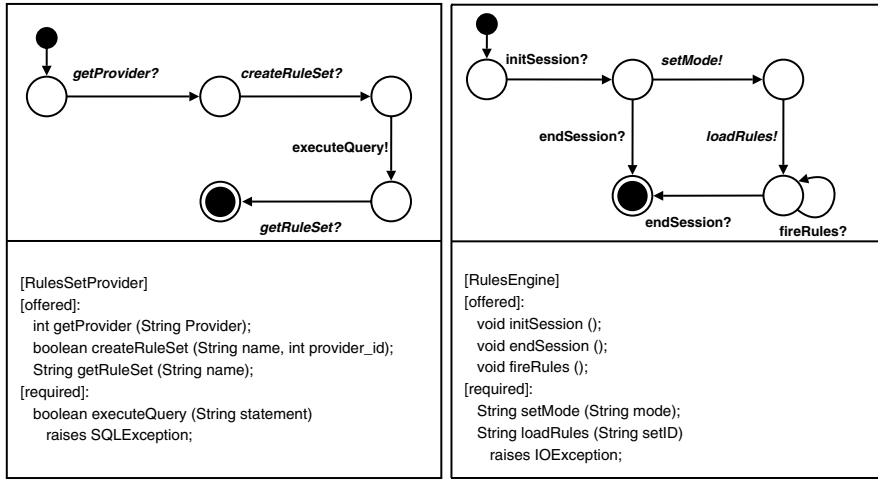 getProvider?
createRuleSet?
executeQuery!
getRuleSet?
[RulesSetProvider]
[offered]:
int getProvider (String Provider);
boolean createRuleSet (String name, int provider_id);
String getRuleSet (String name);
[required]:
boolean executeQuery (String statement)
raises SQLException;
initSession?
setMode!
endSession?
loadRules!
endSession?
fireRules?
[RulesEngine]
[offered]:
void initSession ();
void endSession ();
void fireRules ();
[required]:
String setMode (String mode);
String loadRules (String setID)
raises IOException;